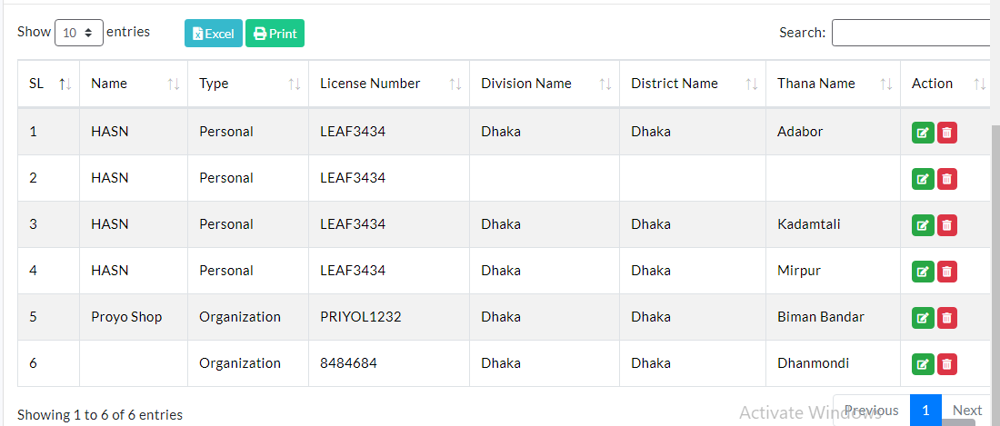 Show 10 entries Excel Print Search:
SL Name Type License Number Division Name District Name Thana Name Action
1 HASN Personal LEAF3434 Dhaka Dhaka Adabor
2 HASN Personal LEAF3434
3 HASN Personal LEAF3434 Dhaka Dhaka Kadamtali
4 HASN Personal LEAF3434 Dhaka Dhaka Mirpur
5 Proyo Shop Organization PRIYOL1232 Dhaka Dhaka Biman Bandar
6 Organization 8484684 Dhaka Dhaka Dhanmondi
Showing 1 to 6 of 6 entries Previous 1 Next
Activate Windows